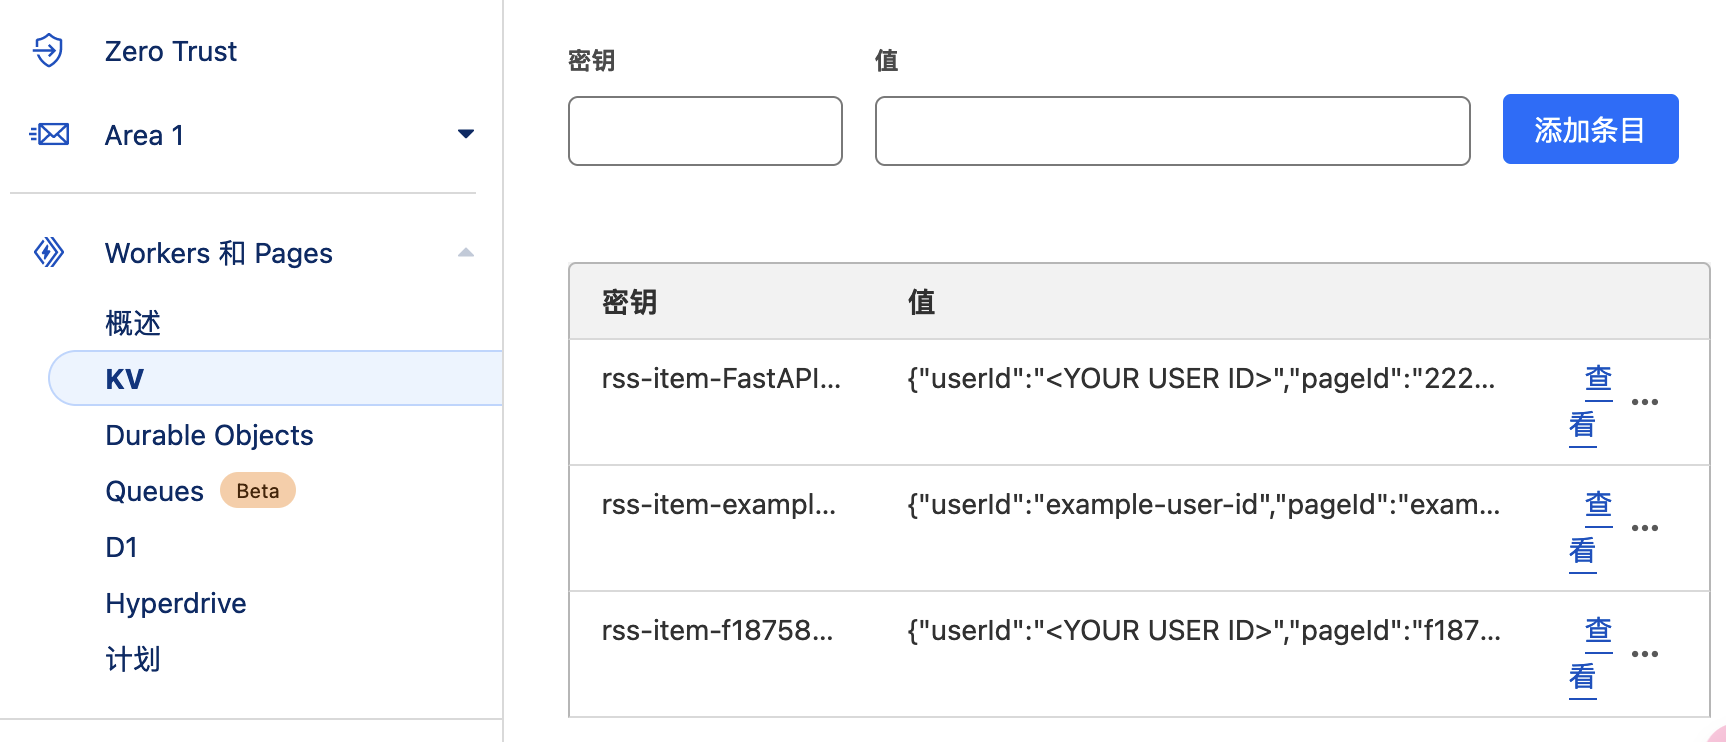 Zero Trust
Area 1
Workers 和 Pages
概述
KV
Durable Objects
Queues Beta
D1
Hyperdrive
计划
密钥 值
添加条目
密钥 值
rss-item-FastAPI... {"userId":"<YOUR USER ID>","pageId":"222... 查
看
rss-item-exampl... {"userId":"example-user-id","pageId":"exam... 查
看
rss-item-f18758... {"userId":"<YOUR USER ID>","pageId":"f187... 查
看